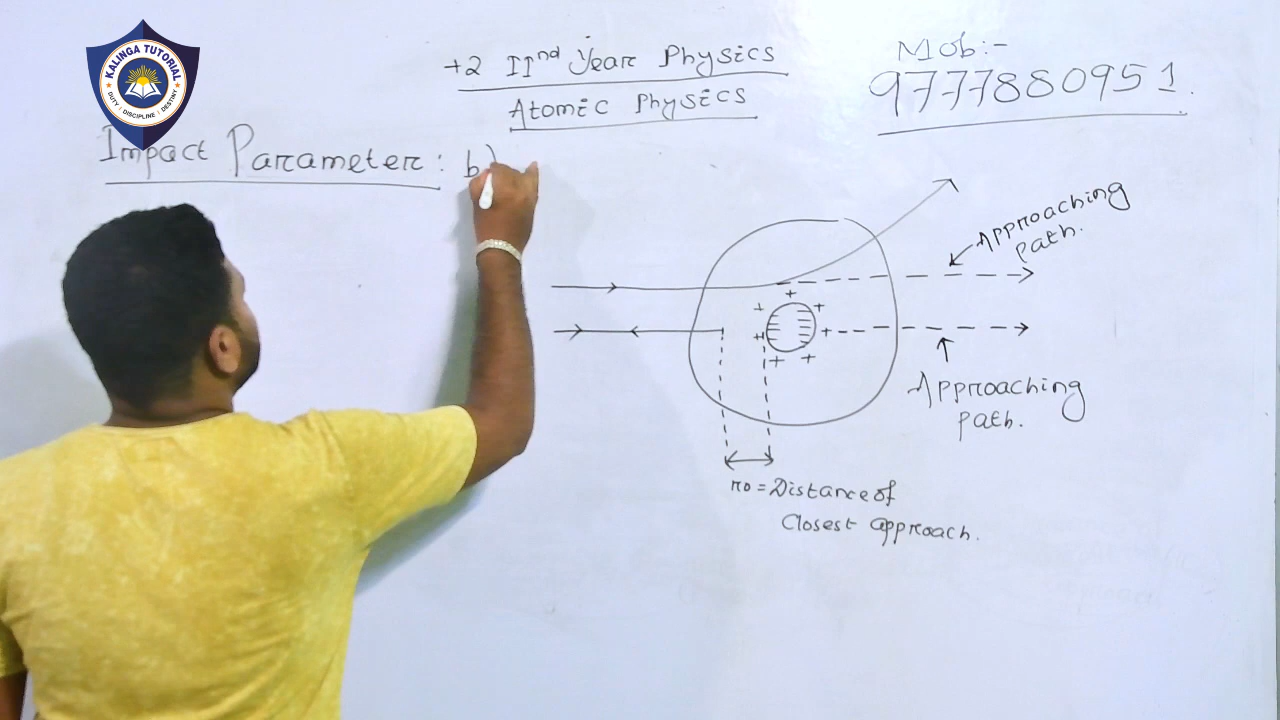 KALINGA TUTORIAL
DUTY | DISCIPLINE | DESTINY
+2 IInd Year Physics
Atomic Physics
Mob:-
9777880951.
Impact Parameter: b)
Approaching
path.
Approaching
path.
r0 = Distance of
Closest approach.